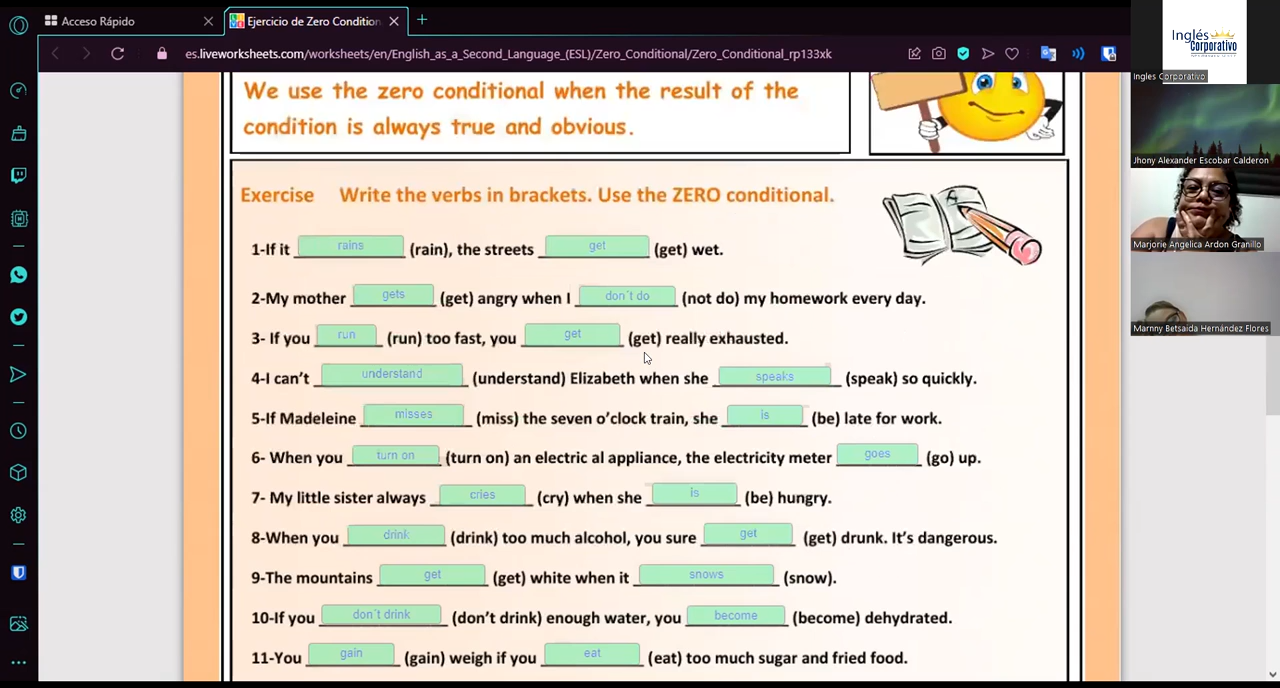 Acceso Rápido
Ejercicio de Zero Condition
es.liveworksheets.com/worksheets/en/English_as_a_Second_Language_(ESL)/Zero_Conditional/Zero_Conditional_rp133xk
We use the zero conditional when the result of the
condition is always true and obvious.
Exercise Write the verbs in brackets. Use the ZERO conditional.
1-If it rains (rain), the streets get (get) wet.
2-My mother gets (get) angry when I don´t do (not do) my homework every day.
3- If you run (run) too fast, you get (get) really exhausted.
4-I can't understand (understand) Elizabeth when she speaks (speak) so quickly.
5-If Madeleine misses (miss) the seven o'clock train, she is (be) late for work.
6- When you turn on (turn on) an electric al appliance, the electricity meter goes (go) up.
7- My little sister always cries (cry) when she is (be) hungry.
8-When you drink (drink) too much alcohol, you sure get (get) drunk. It's dangerous.
9-The mountains get (get) white when it snows (snow).
10-If you don´t drink (don't drink) enough water, you become (become) dehydrated.
11-You gain (gain) weigh if you eat (eat) too much sugar and fried food.
Inglés
Corporativo
Ingles Corporativo
Jhony Alexander Escobar Calderon
Marjorie Angelica Ardon Granillo
Marnny Betsaida Hernández Flores